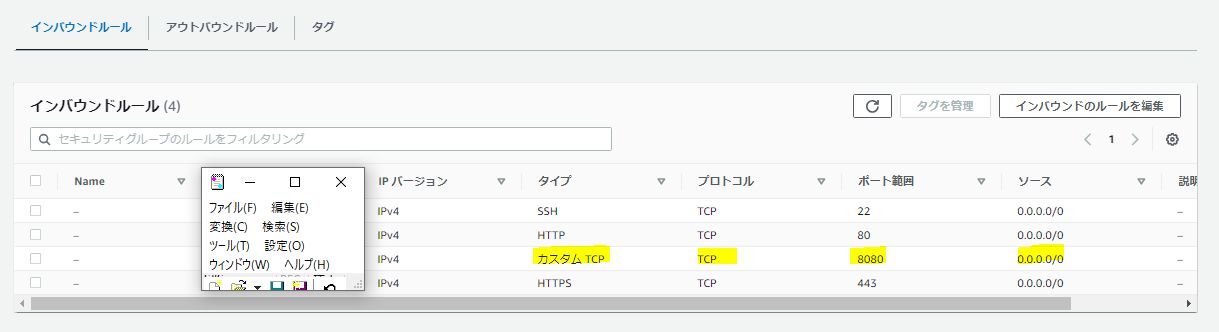 インバウンドルール アウトバウンドルール タグ
インバウンドルール (4)
タグを管理 インバウンドのルールを編集
セキュリティグループのルールをフィルタリング
1
Name IP バージョン タイプ プロトコル ポート範囲 ソース 説明
– IPv4 SSH TCP 22 0.0.0.0/0 –
– IPv4 HTTP TCP 80 0.0.0.0/0 –
– IPv4 カスタム TCP TCP 8080 0.0.0.0/0 –
– IPv4 HTTPS TCP 443 0.0.0.0/0 –
ファイル(F) 編集(E)
変換(C) 検索(S)
ツール(T) 設定(O)
ウィンドウ(W) ヘルプ(H)